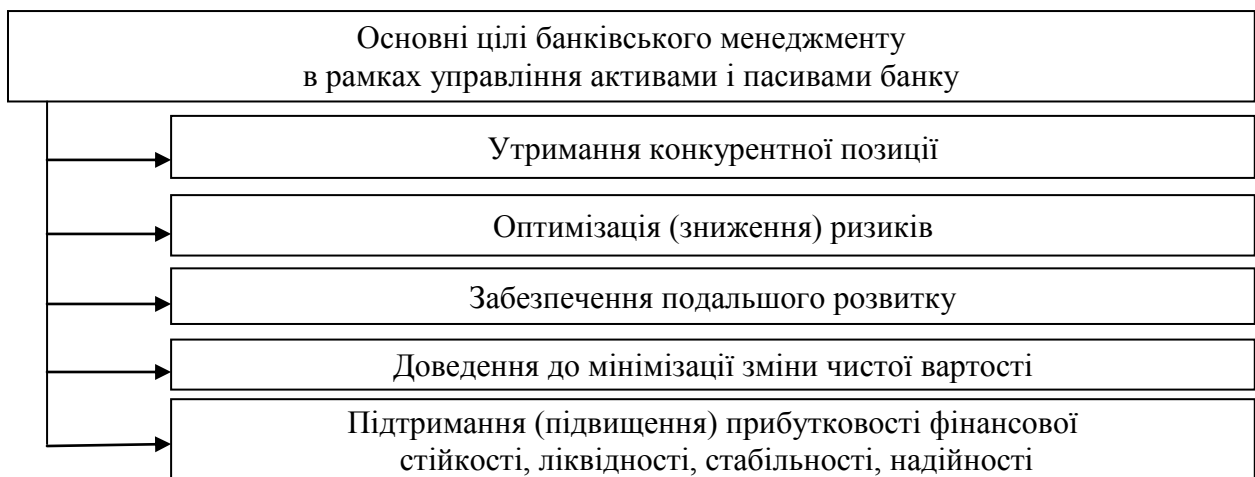 Основні цілі банківського менеджменту
в рамках управління активами і пасивами банку
Утримання конкурентної позиції
Оптимізація (зниження) ризиків
Забезпечення подальшого розвитку
Доведення до мінімізації зміни чистої вартості
Підтримання (підвищення) прибутковості фінансової
стійкості, ліквідності, стабільності, надійності